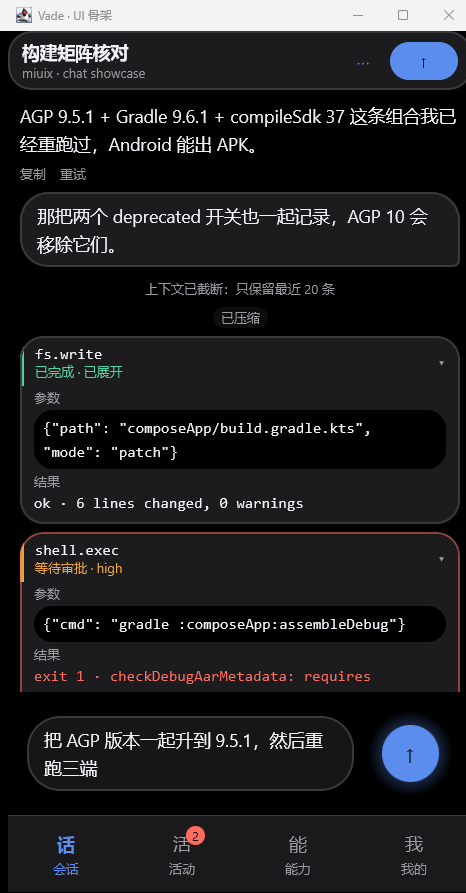 Vade · UI 骨架
构建矩阵核对
miuix · chat showcase
···
↑
AGP 9.5.1 + Gradle 9.6.1 + compileSdk 37 这条组合我已
经重跑过，Android 能出 APK。
复制 重试
那把两个 deprecated 开关也一起记录，AGP 10 会
移除它们。
上下文已截断：只保留最近 20 条
已压缩
fs.write
已完成 · 已展开
参数
{"path": "composeApp/build.gradle.kts",
"mode": "patch"}
结果
ok · 6 lines changed, 0 warnings
shell.exec
等待审批 · high
参数
{"cmd": "gradle :composeApp:assembleDebug"}
结果
exit 1 · checkDebugAarMetadata: requires
把 AGP 版本一起升到 9.5.1，然后重
跑三端
↑
话 活 2 能 我
会话 活动 能力 我的